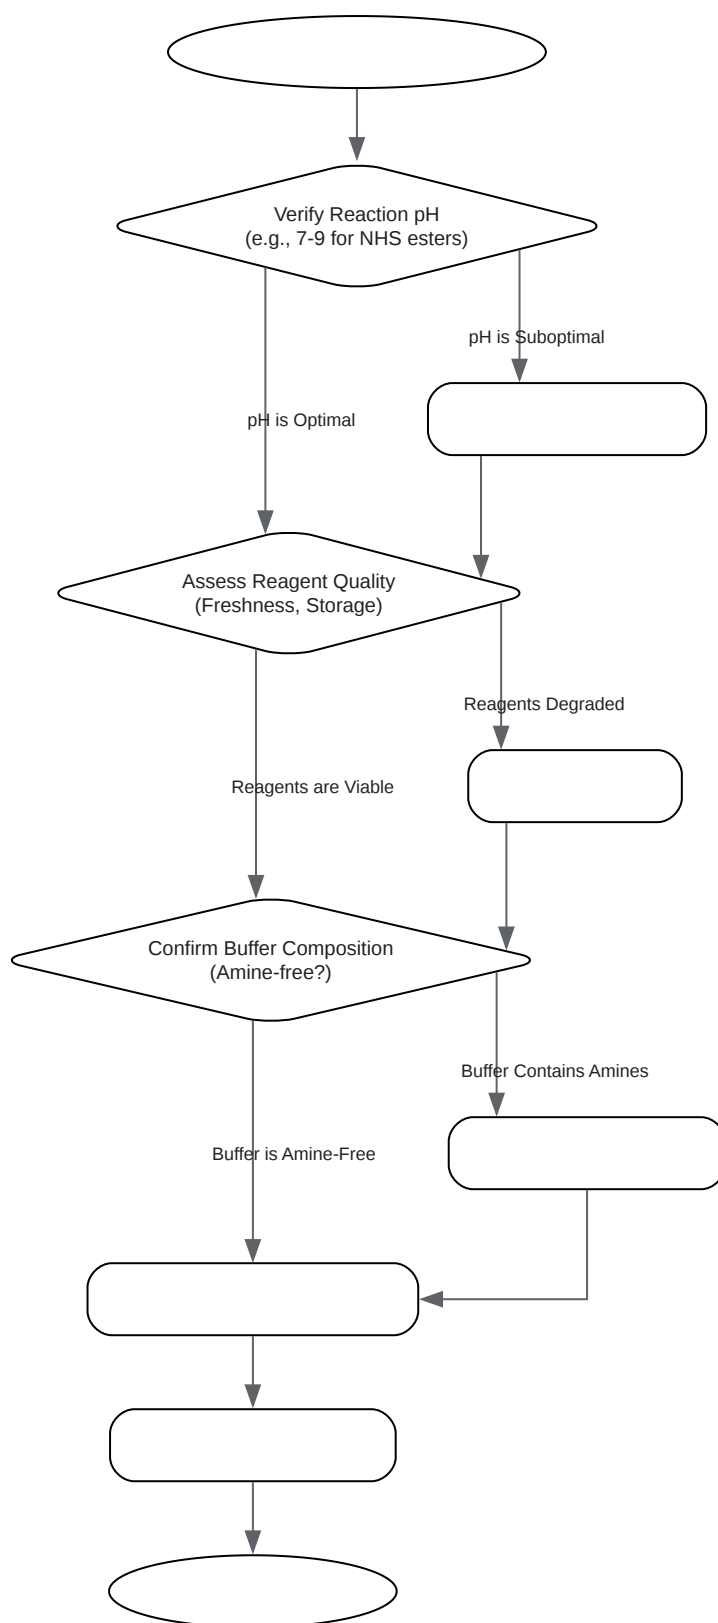 Verify Reaction pH
(e.g., 7-9 for NHS esters)
pH is Suboptimal
pH is Optimal
Assess Reagent Quality
(Freshness, Storage)
Reagents Degraded
Reagents are Viable
Confirm Buffer Composition
(Amine-free?)
Buffer Contains Amines
Buffer is Amine-Free